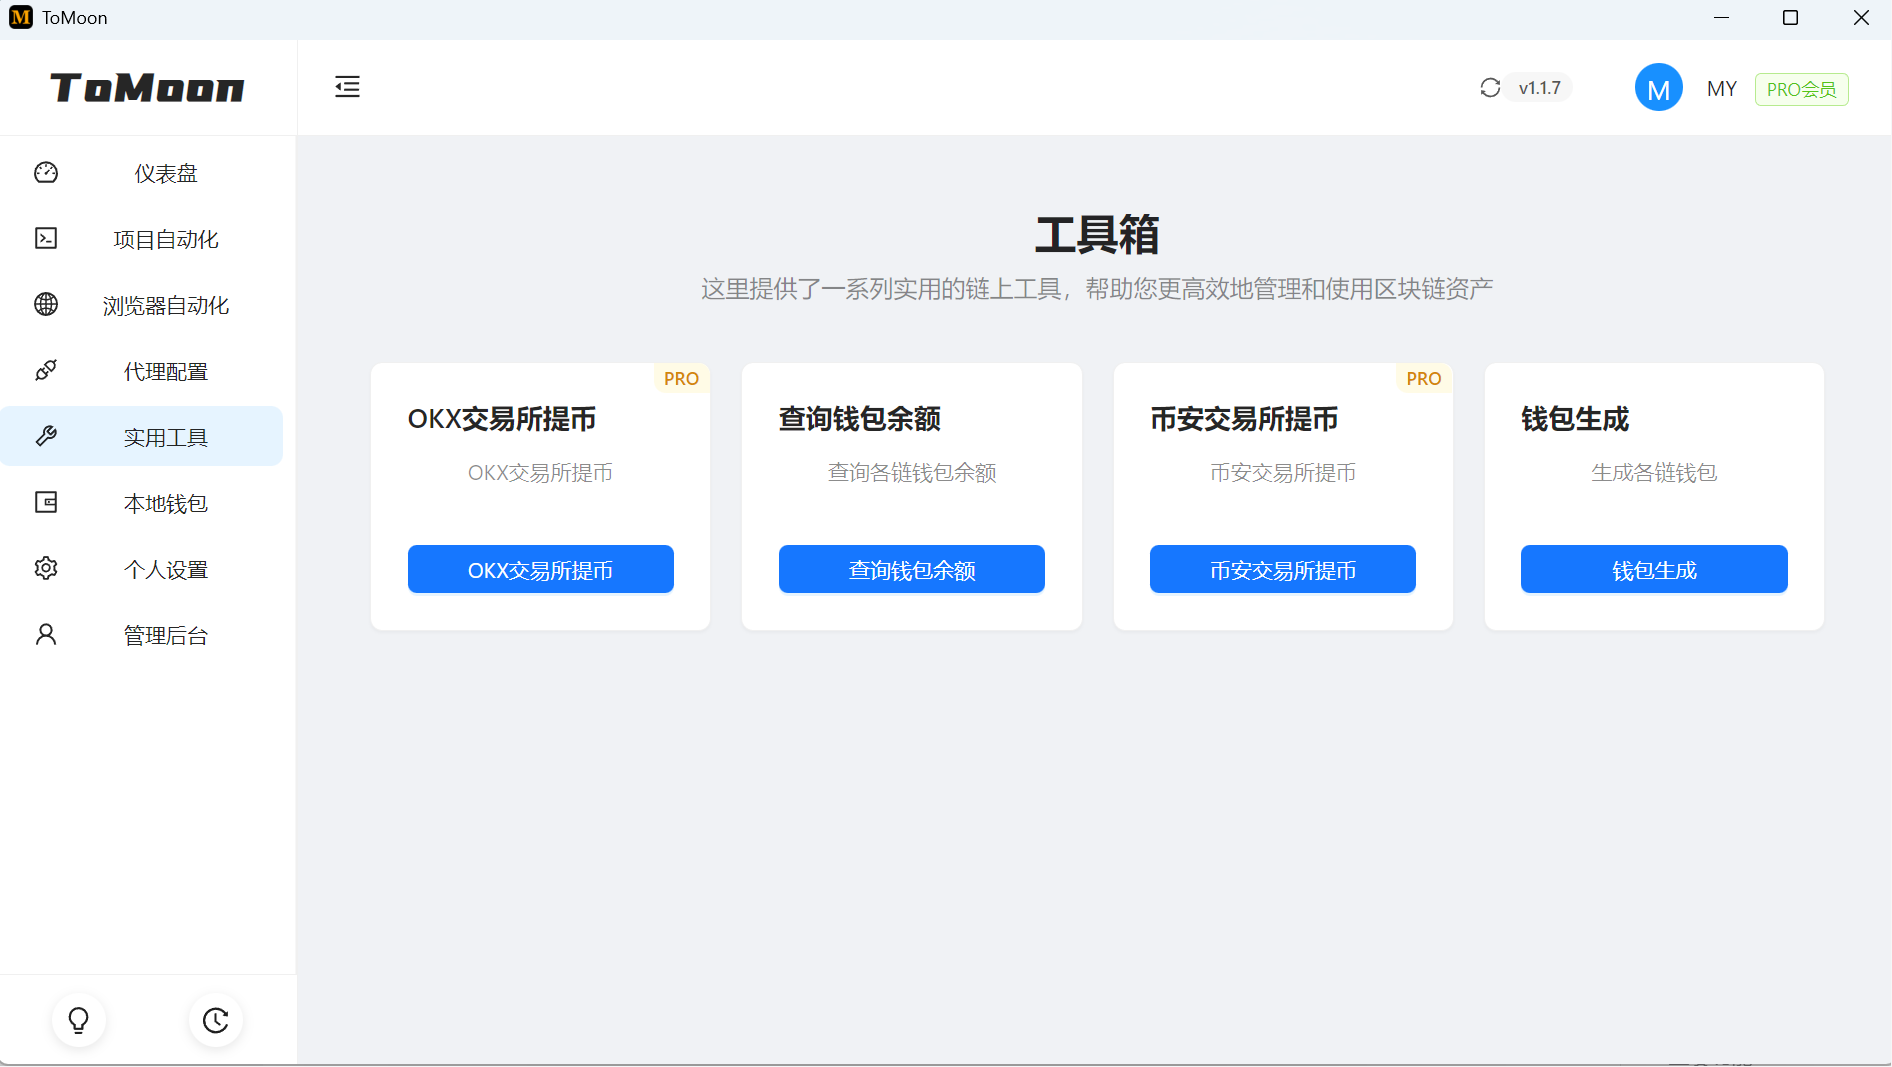 M ToMoon
ToMoon
v1.1.7
M MY PRO会员
仪表盘
项目自动化
浏览器自动化
代理配置
实用工具
本地钱包
个人设置
管理后台
工具箱
这里提供了一系列实用的链上工具，帮助您更高效地管理和使用区块链资产
PRO
OKX交易所提币
OKX交易所提币
OKX交易所提币
查询钱包余额
查询各链钱包余额
查询钱包余额
PRO
币安交易所提币
币安交易所提币
币安交易所提币
钱包生成
生成各链钱包
钱包生成